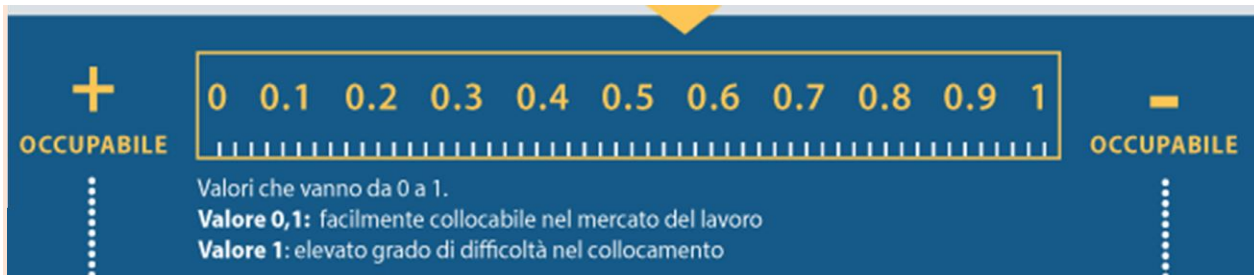 +
OCCUPABILE
0 0.1 0.2 0.3 0.4 0.5 0.6 0.7 0.8 0.9 1
-
OCCUPABILE
Valori che vanno da 0 a 1.
Valore 0,1: facilmente collocabile nel mercato del lavoro
Valore 1: elevato grado di difficoltà nel collocamento